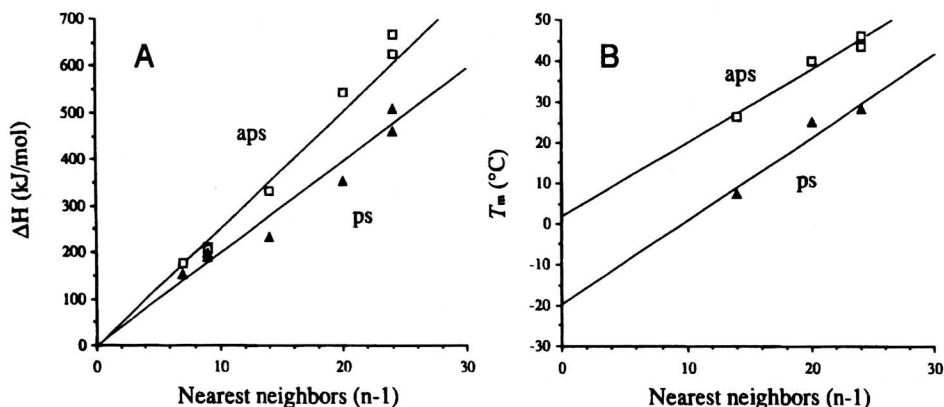 A
700
600
500
400
300
200
100
0
ΔH (kJ/mol)
aps
ps
0 10 20 30
Nearest neighbors (n-1)
B
50
40
30
20
10
0
-10
-20
-30
Tm (°C)
aps
ps
0 10 20 30
Nearest neighbors (n-1)